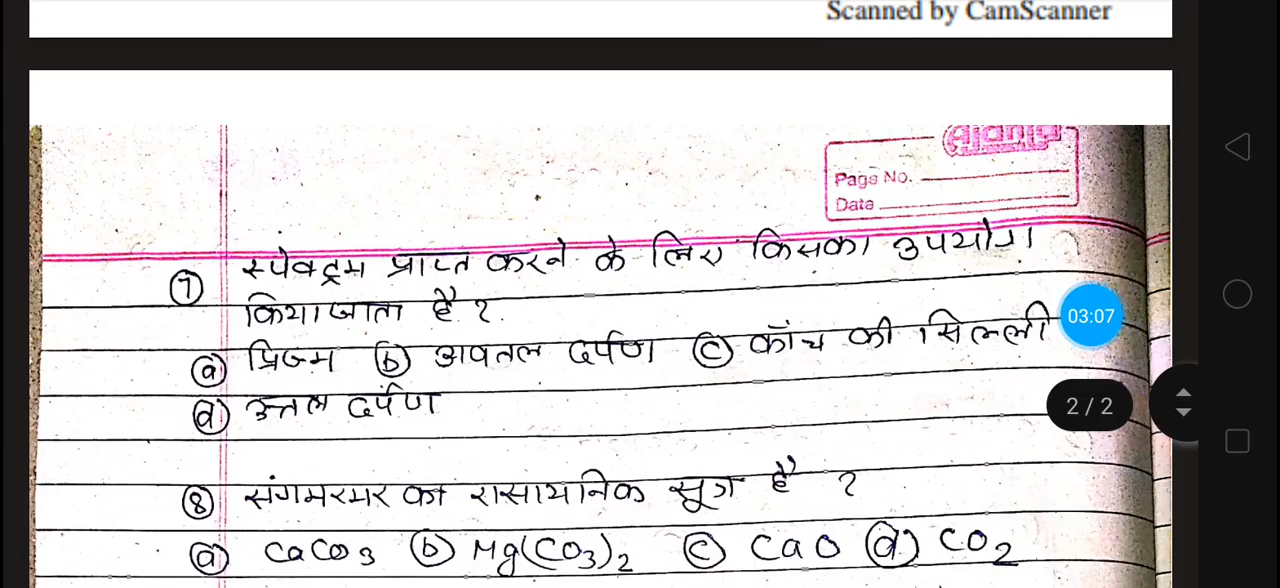 Scanned by CamScanner
Ajanta
Page No.
Date
7 स्पेक्ट्रम प्राप्त करने के लिए किसका उपयोग
किया जाता है ?
03:07
a प्रिज्म b अवतल दर्पण c काँच की सिल्ली
2 / 2
d उत्तल दर्पण
8 संगमरमर का रासायनिक सूत्र है ?
a CaCO3 b Mg(CO3)2 c CaO d CO2